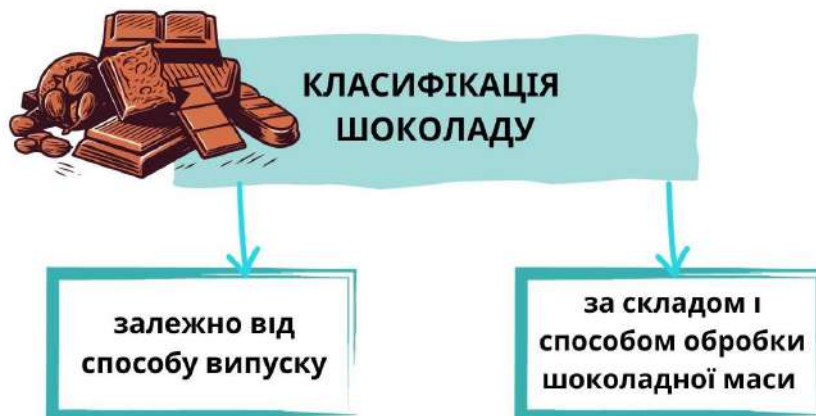 КЛАСИФІКАЦІЯ
ШОКОЛАДУ
залежно від
способу випуску
за складом і
способом обробки
шоколадної маси